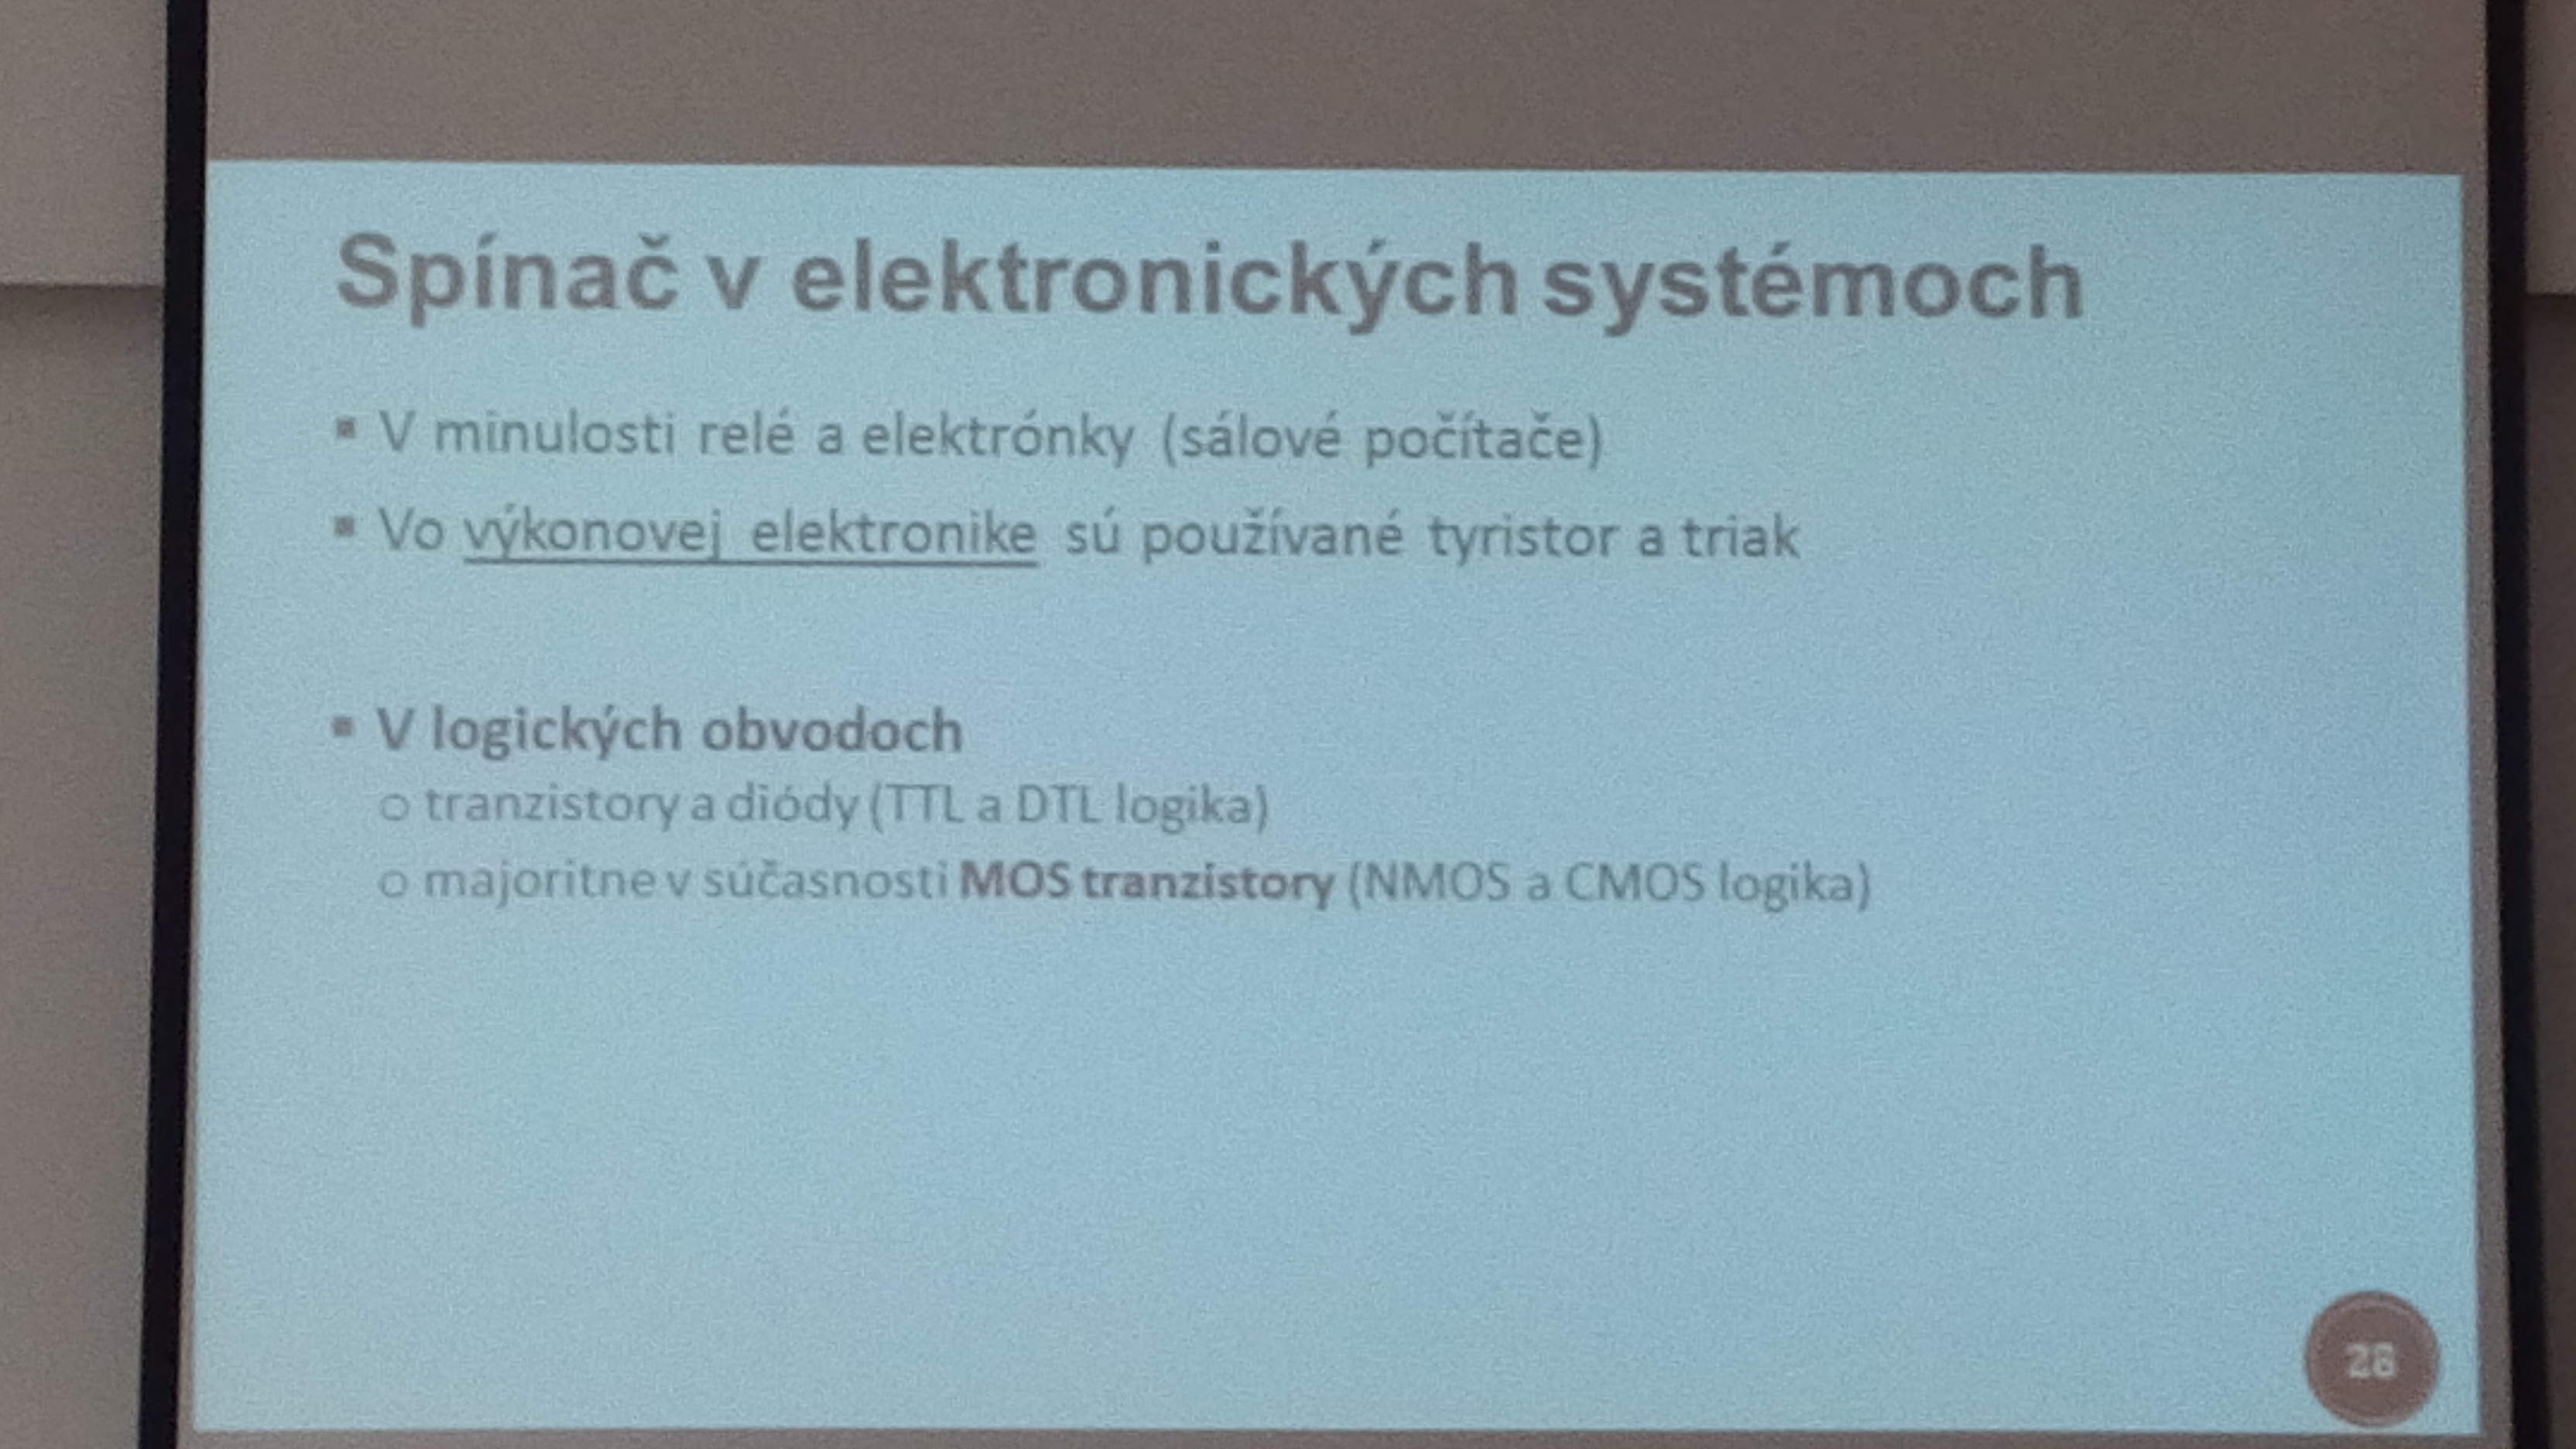 Spínač v elektronických systémoch
▪ V minulosti relé a elektrónky (sálové počítače)
▪ Vo výkonovej elektronike sú používané tyristor a triak
▪ V logických obvodoch
o tranzistory a diódy (TTL a DTL logika)
o majoritne v súčasnosti MOS tranzistory (NMOS a CMOS logika)